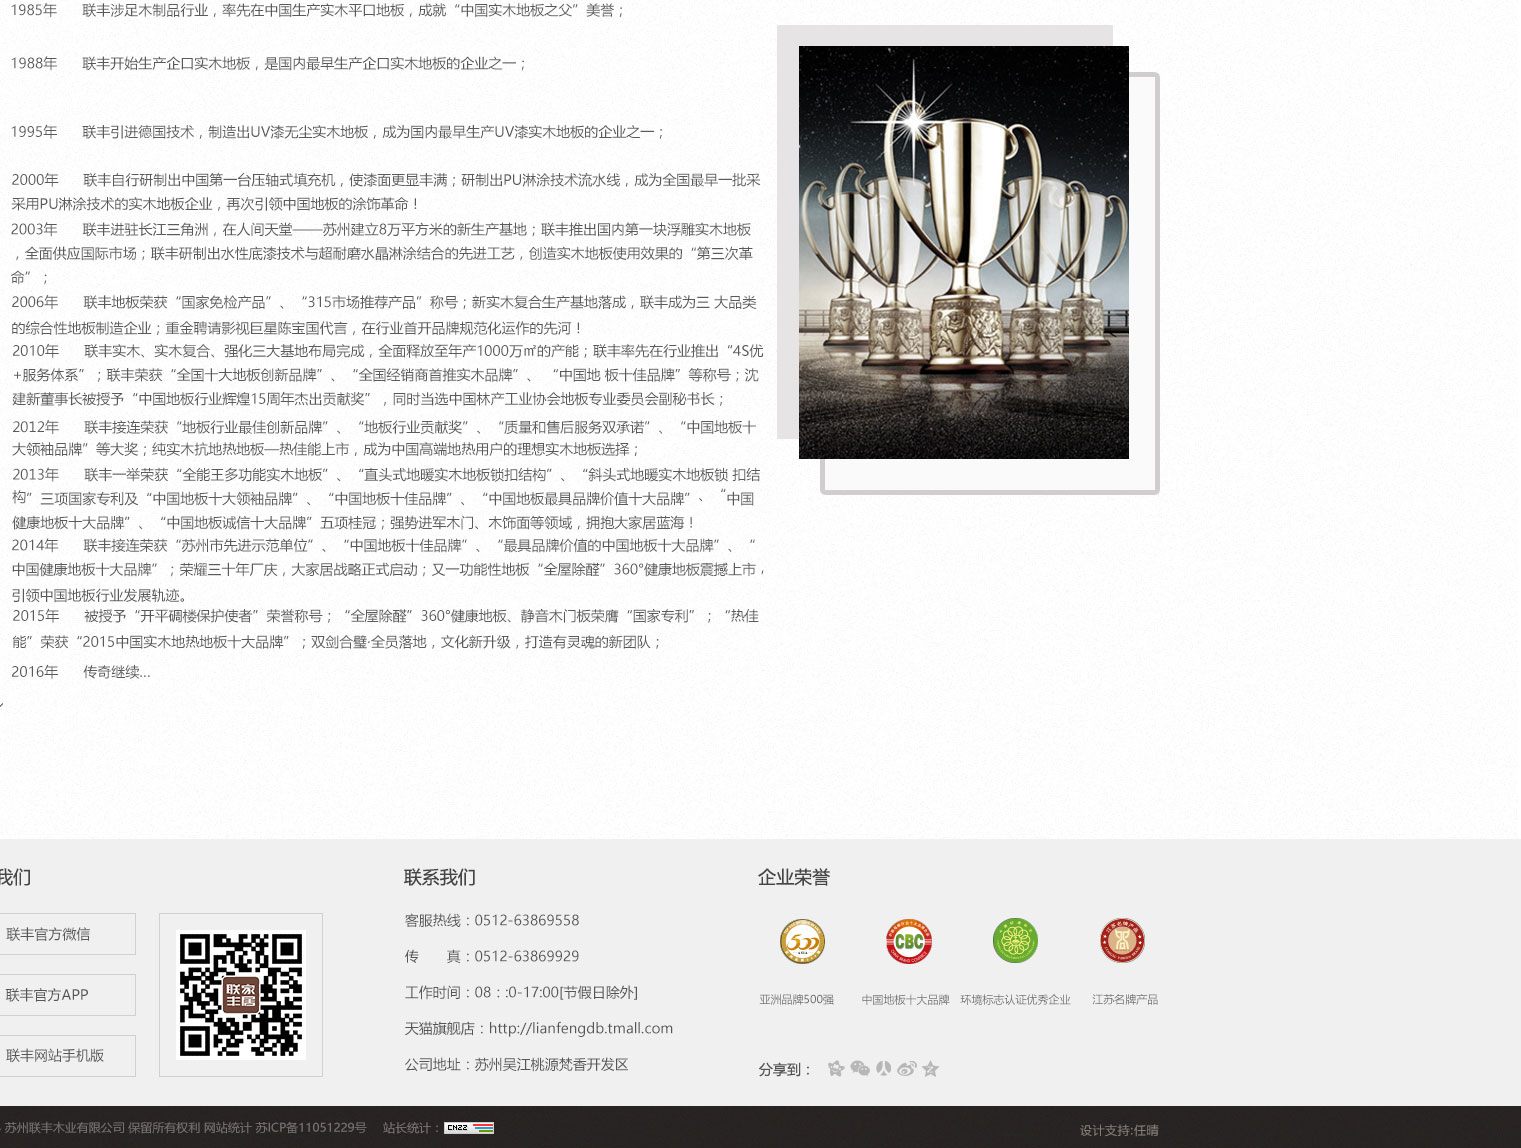 1985年 联丰涉足木制品行业，率先在中国生产实木平口地板，成就“中国实木地板之父”美誉；
1988年 联丰开始生产企口实木地板，是国内最早生产企口实木地板的企业之一；
1995年 联丰引进德国技术，制造出UV漆无尘实木地板，成为国内最早生产UV漆实木地板的企业之一；
2000年 联丰自行研制出中国第一台压轴式填充机，使漆面更显丰满；研制出PU淋涂技术流水线，成为全国最早一批采
采用PU淋涂技术的实木地板企业，再次引领中国地板的涂饰革命！
2003年 联丰进驻长江三角洲，在人间天堂——苏州建立8万平方米的新生产基地；联丰推出国内第一块浮雕实木地板
，全面供应国际市场；联丰研制出水性底漆技术与超耐磨水晶淋涂结合的先进工艺，创造实木地板使用效果的“第三次革
命”；
2006年 联丰地板荣获“国家免检产品”、“315市场推荐产品”称号；新实木复合生产基地落成，联丰成为三 大品类
的综合性地板制造企业；重金聘请影视巨星陈宝国代言，在行业首开品牌规范化运作的先河！
2010年 联丰实木、实木复合、强化三大基地布局完成，全面释放至年产1000万㎡的产能；联丰率先在行业推出“4S优
+服务体系”；联丰荣获“全国十大地板创新品牌”、“全国经销商首推实木品牌”、“中国地 板十佳品牌”等称号；沈
建新董事长被授予“中国地板行业辉煌15周年杰出贡献奖”，同时当选中国林产工业协会地板专业委员会副秘书长；
2012年 联丰接连荣获“地板行业最佳创新品牌”、“地板行业贡献奖”、“质量和售后服务双承诺”、“中国地板十
大领袖品牌”等大奖；纯实木抗地热地板—热佳能上市，成为中国高端地热用户的理想实木地板选择；
2013年 联丰一举荣获“全能王多功能实木地板”、“直头式地暖实木地板锁扣结构”、“斜头式地暖实木地板锁 扣结
构”三项国家专利及“中国地板十大领袖品牌”、“中国地板十佳品牌”、“中国地板最具品牌价值十大品牌”、“中国
健康地板十大品牌”、“中国地板诚信十大品牌”五项桂冠；强势进军木门、木饰面等领域，拥抱大家居蓝海！
2014年 联丰接连荣获“苏州市先进示范单位”、“中国地板十佳品牌”、“最具品牌价值的中国地板十大品牌”、“
中国健康地板十大品牌”；荣耀三十年厂庆，大家居战略正式启动；又一功能性地板“全屋除醛”360°健康地板震撼上市，
引领中国地板行业发展轨迹。
2015年 被授予“开平碉楼保护使者”荣誉称号；“全屋除醛”360°健康地板、静音木门板荣膺“国家专利”；“热佳
能”荣获“2015中国实木地热地板十大品牌”；双剑合璧·全员落地，文化新升级，打造有灵魂的新团队；
2016年 传奇继续...
我们
联丰官方微信
联丰官方APP
联丰网站手机版
联家
丰居
联系我们
客服热线：0512-63869558
传 真：0512-63869929
工作时间：08：:0-17:00[节假日除外]
天猫旗舰店：http://lianfengdb.tmall.com
公司地址：苏州吴江桃源梵香开发区
企业荣誉
500
CBC
亚洲品牌500强 中国地板十大品牌 环境标志认证优秀企业 江苏名牌产品
分享到：
苏州联丰木业有限公司 保留所有权利 网站统计 苏ICP备11051229号 站长统计：CNZZ
设计支持:任晴